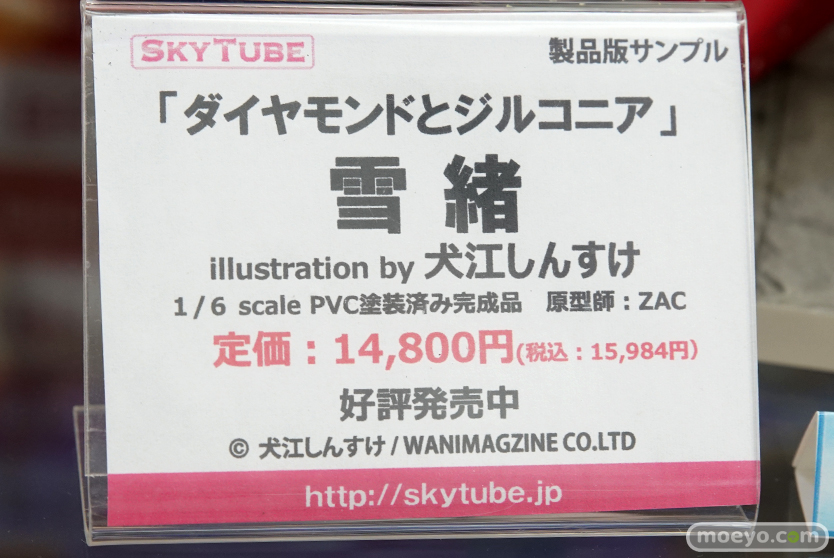 SKYTUBE
製品版サンプル
「ダイヤモンドとジルコニア」
雪緒
illustration by 犬江しんすけ
1/6 scale PVC塗装済み完成品 原型師：ZAC
定価：14,800円(税込：15,984円)
好評発売中
© 犬江しんすけ/WANIMAGZINE CO.LTD
http://skytube.jp
moeyo.com